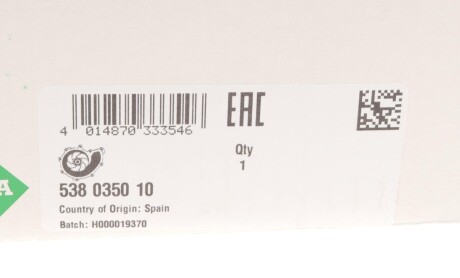 EAC
4 014870 333546
Qty
1
538 0350 10
Country of Origin: Spain
Batch: H000019370
A